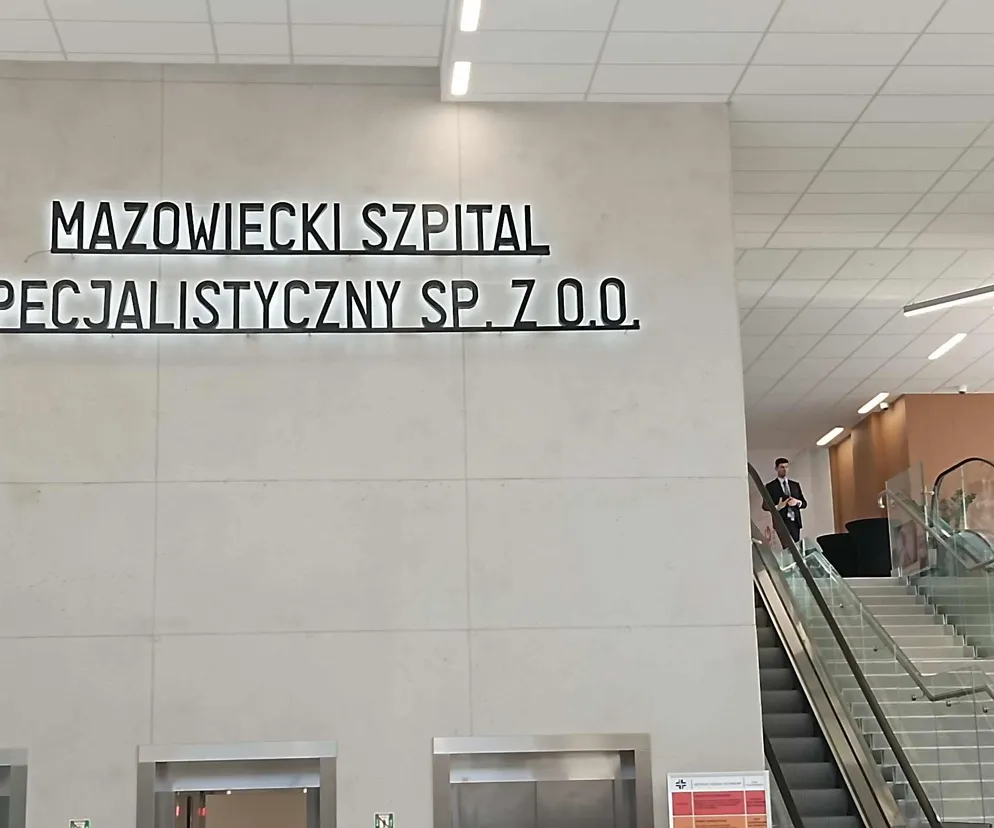 MAZOWIECKI SZPITAL
PECJALISTYCZNY SP. Z O.O.